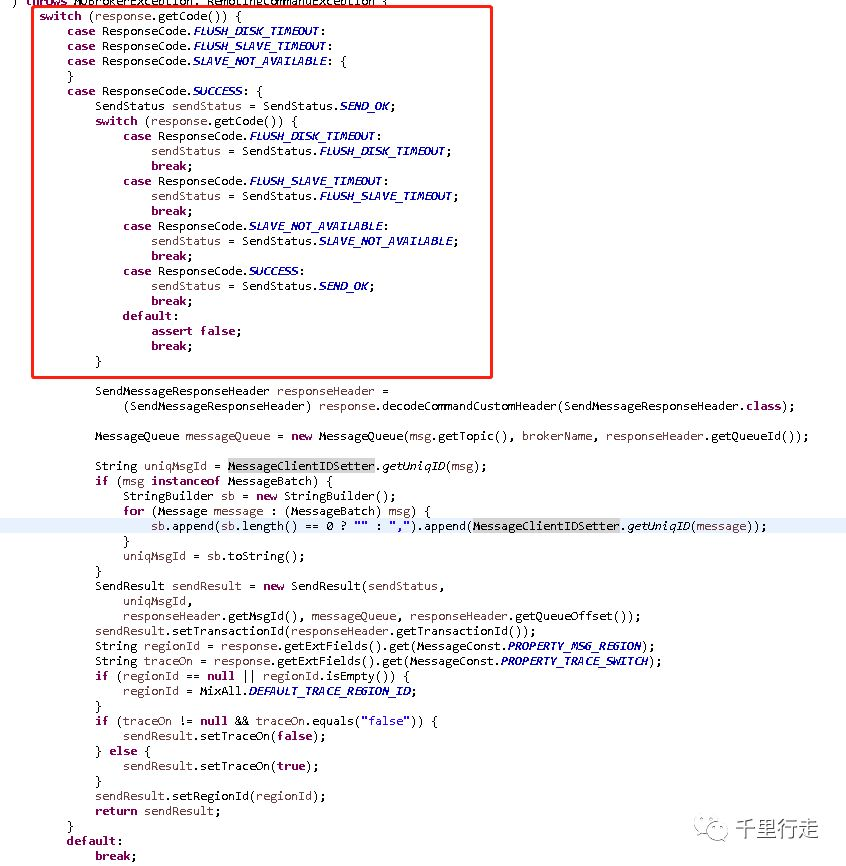 ) throws MQBrokerException, RemotingCommandException {
switch (response.getCode()) {
case ResponseCode.FLUSH_DISK_TIMEOUT:
case ResponseCode.FLUSH_SLAVE_TIMEOUT:
case ResponseCode.SLAVE_NOT_AVAILABLE: {
}
case ResponseCode.SUCCESS: {
SendStatus sendStatus = SendStatus.SEND_OK;
switch (response.getCode()) {
case ResponseCode.FLUSH_DISK_TIMEOUT:
sendStatus = SendStatus.FLUSH_DISK_TIMEOUT;
break;
case ResponseCode.FLUSH_SLAVE_TIMEOUT:
sendStatus = SendStatus.FLUSH_SLAVE_TIMEOUT;
break;
case ResponseCode.SLAVE_NOT_AVAILABLE:
sendStatus = SendStatus.SLAVE_NOT_AVAILABLE;
break;
case ResponseCode.SUCCESS:
sendStatus = SendStatus.SEND_OK;
break;
default:
assert false;
break;
}
SendMessageResponseHeader responseHeader =
(SendMessageResponseHeader) response.decodeCommandCustomHeader(SendMessageResponseHeader.class);
MessageQueue messageQueue = new MessageQueue(msg.getTopic(), brokerName, responseHeader.getQueueId());
String uniqMsgId = MessageClientIDSetter.getUniqID(msg);
if (msg instanceof MessageBatch) {
StringBuilder sb = new StringBuilder();
for (Message message : (MessageBatch) msg) {
sb.append(sb.length() == 0 ? "" : ",").append(MessageClientIDSetter.getUniqID(message));
}
uniqMsgId = sb.toString();
}
SendResult sendResult = new SendResult(sendStatus,
uniqMsgId,
responseHeader.getMsgId(), messageQueue, responseHeader.getQueueOffset());
sendResult.setTransactionId(responseHeader.getTransactionId());
String regionId = response.getExtFields().get(MessageConst.PROPERTY_MSG_REGION);
String traceOn = response.getExtFields().get(MessageConst.PROPERTY_TRACE_SWITCH);
if (regionId == null || regionId.isEmpty()) {
regionId = MixAll.DEFAULT_TRACE_REGION_ID;
}
if (traceOn != null && traceOn.equals("false")) {
sendResult.setTraceOn(false);
} else {
sendResult.setTraceOn(true);
}
sendResult.setRegionId(regionId);
return sendResult;
}
default:
break;
千里行走